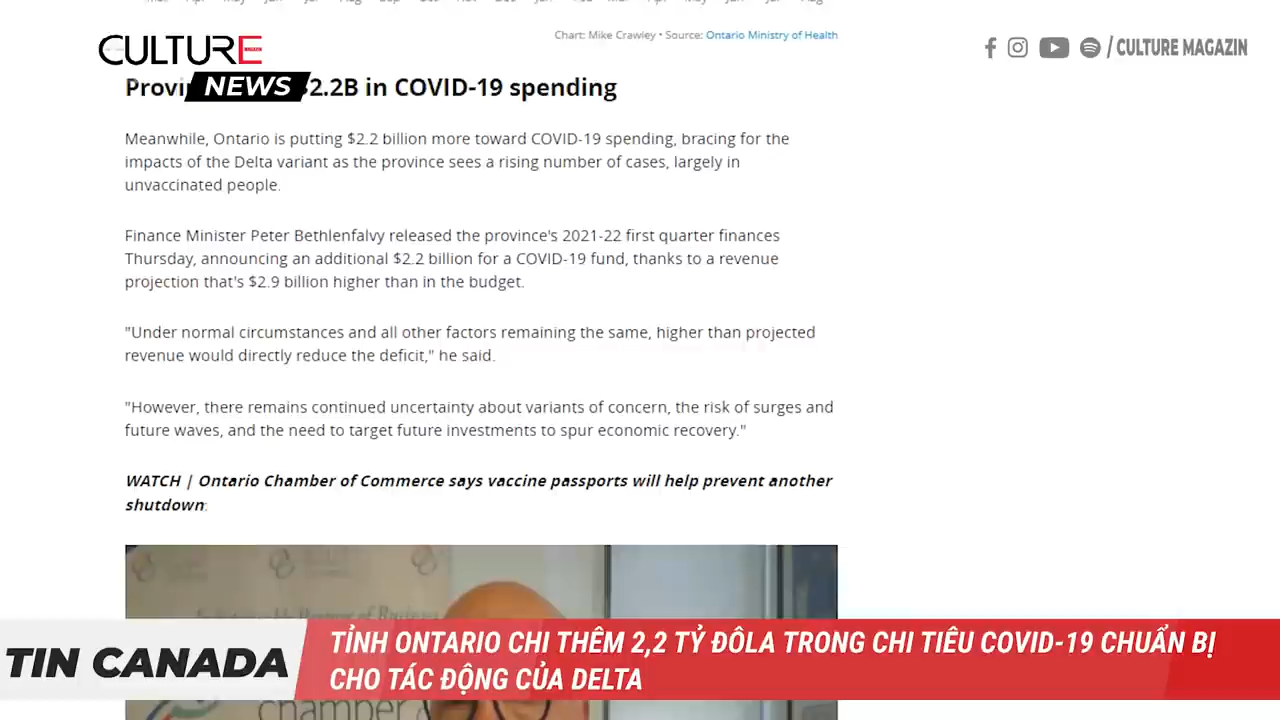 Chart: Mike Crawley • Source: Ontario Ministry of Health
CULTURE
NEWS
/ CULTURE MAGAZIN
2.2B in COVID-19 spending
Meanwhile, Ontario is putting $2.2 billion more toward COVID-19 spending, bracing for the
impacts of the Delta variant as the province sees a rising number of cases, largely in
unvaccinated people.
Finance Minister Peter Bethlenfalvy released the province's 2021-22 first quarter finances
Thursday, announcing an additional $2.2 billion for a COVID-19 fund, thanks to a revenue
projection that's $2.9 billion higher than in the budget.
"Under normal circumstances and all other factors remaining the same, higher than projected
revenue would directly reduce the deficit," he said.
"However, there remains continued uncertainty about variants of concern, the risk of surges and
future waves, and the need to target future investments to spur economic recovery."
WATCH | Ontario Chamber of Commerce says vaccine passports will help prevent another
shutdown:
chamber
TIN CANADA
TỈNH ONTARIO CHI THÊM 2,2 TỶ ĐÔLA TRONG CHI TIÊU COVID-19 CHUẨN BỊ
CHO TÁC ĐỘNG CỦA DELTA